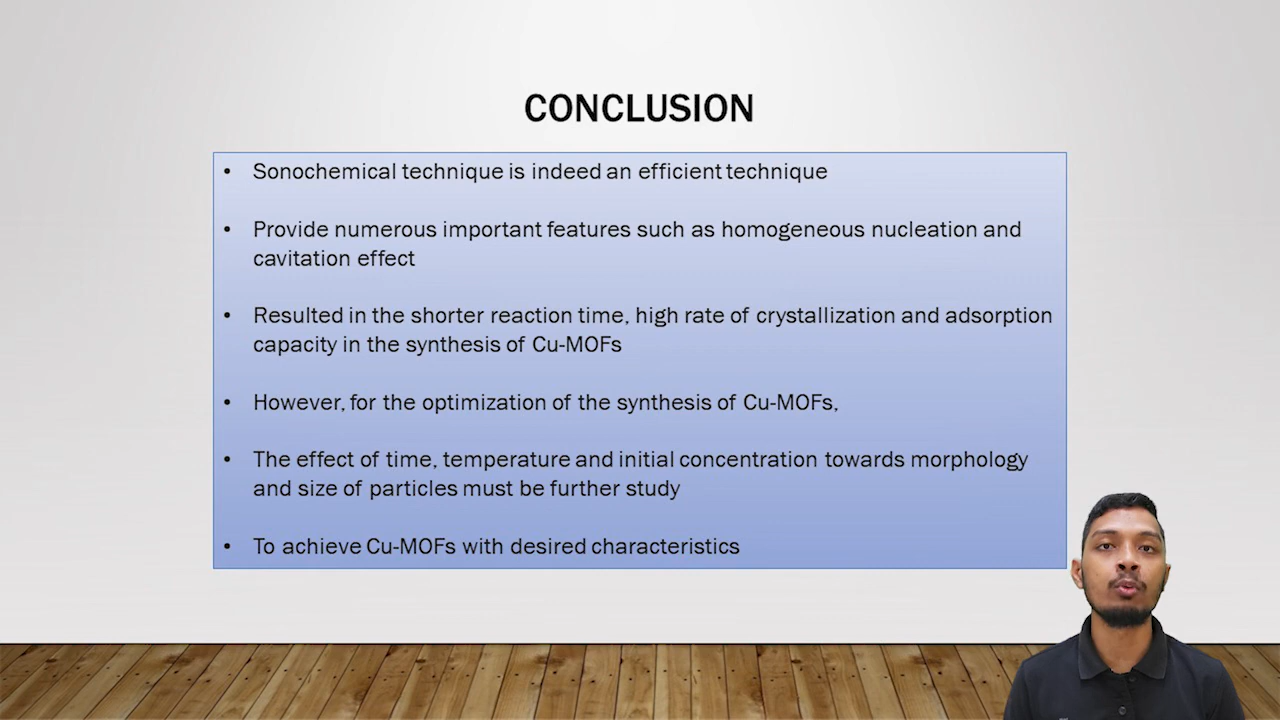 CONCLUSION
• Sonochemical technique is indeed an efficient technique
• Provide numerous important features such as homogeneous nucleation and
cavitation effect
• Resulted in the shorter reaction time, high rate of crystallization and adsorption
capacity in the synthesis of Cu-MOFs
• However, for the optimization of the synthesis of Cu-MOFs,
• The effect of time, temperature and initial concentration towards morphology
and size of particles must be further study
• To achieve Cu-MOFs with desired characteristics